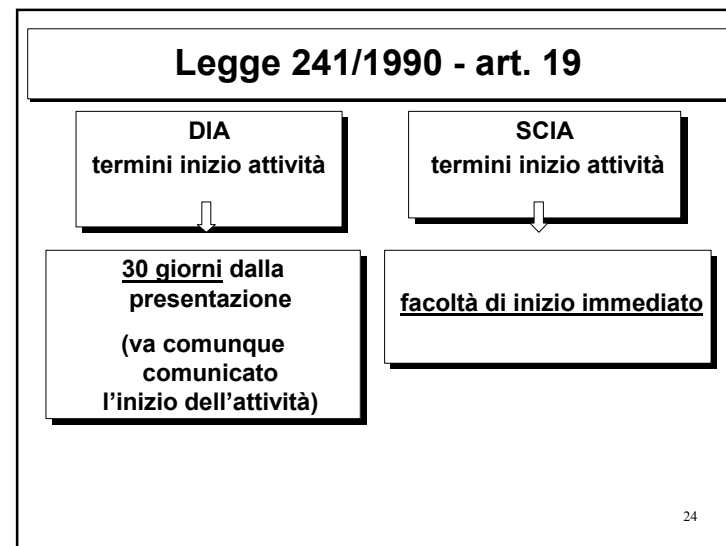 Legge 241/1990 - art. 19
DIA
termini inizio attività
SCIA
termini inizio attività
30 giorni dalla
presentazione
(va comunque
comunicato
l’inizio dell’attività)
facoltà di inizio immediato
24